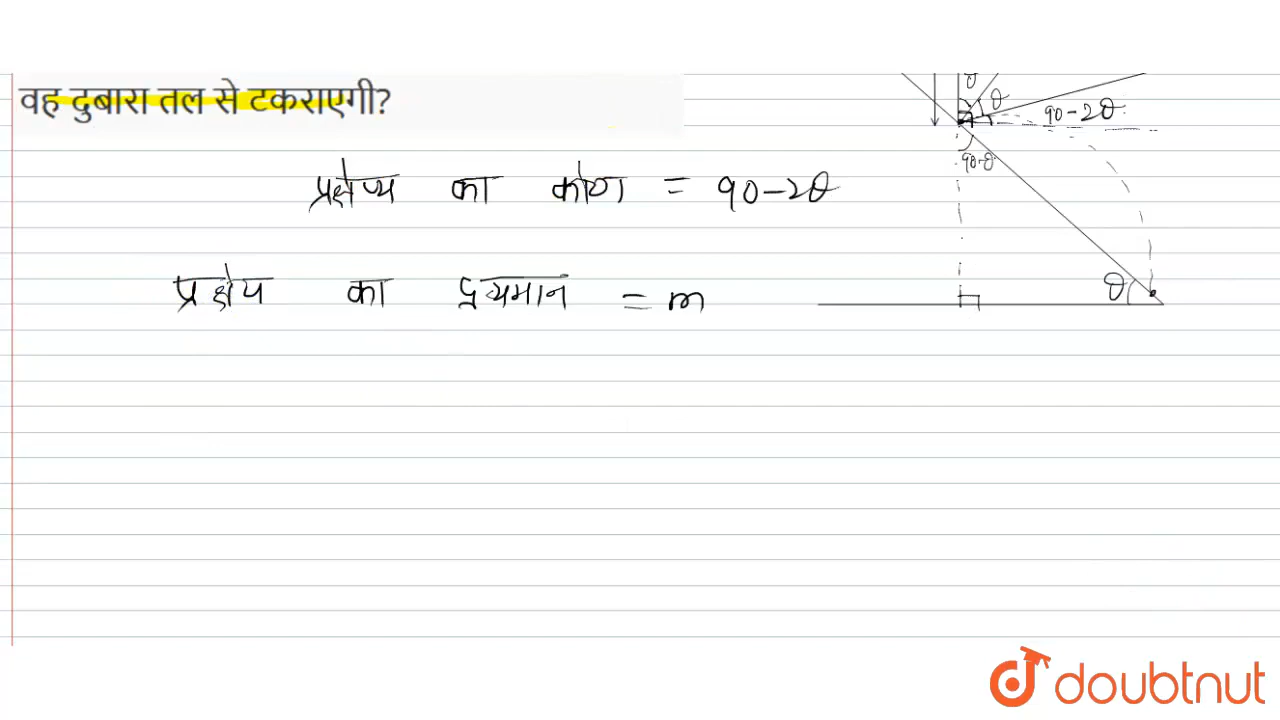 वह दुबारा तल से टकराएगी?
θ
θ
90-2θ
90-θ
प्रक्षेप्य का कोण = 90-2θ
प्रक्षेप्य का द्रव्यमान = m
θ
doubtnut